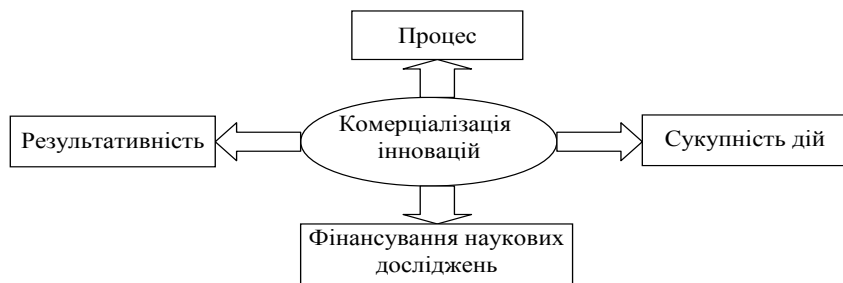 Процес
Комерціалізація
інновацій
Результативність
Сукупність дій
Фінансування наукових
досліджень